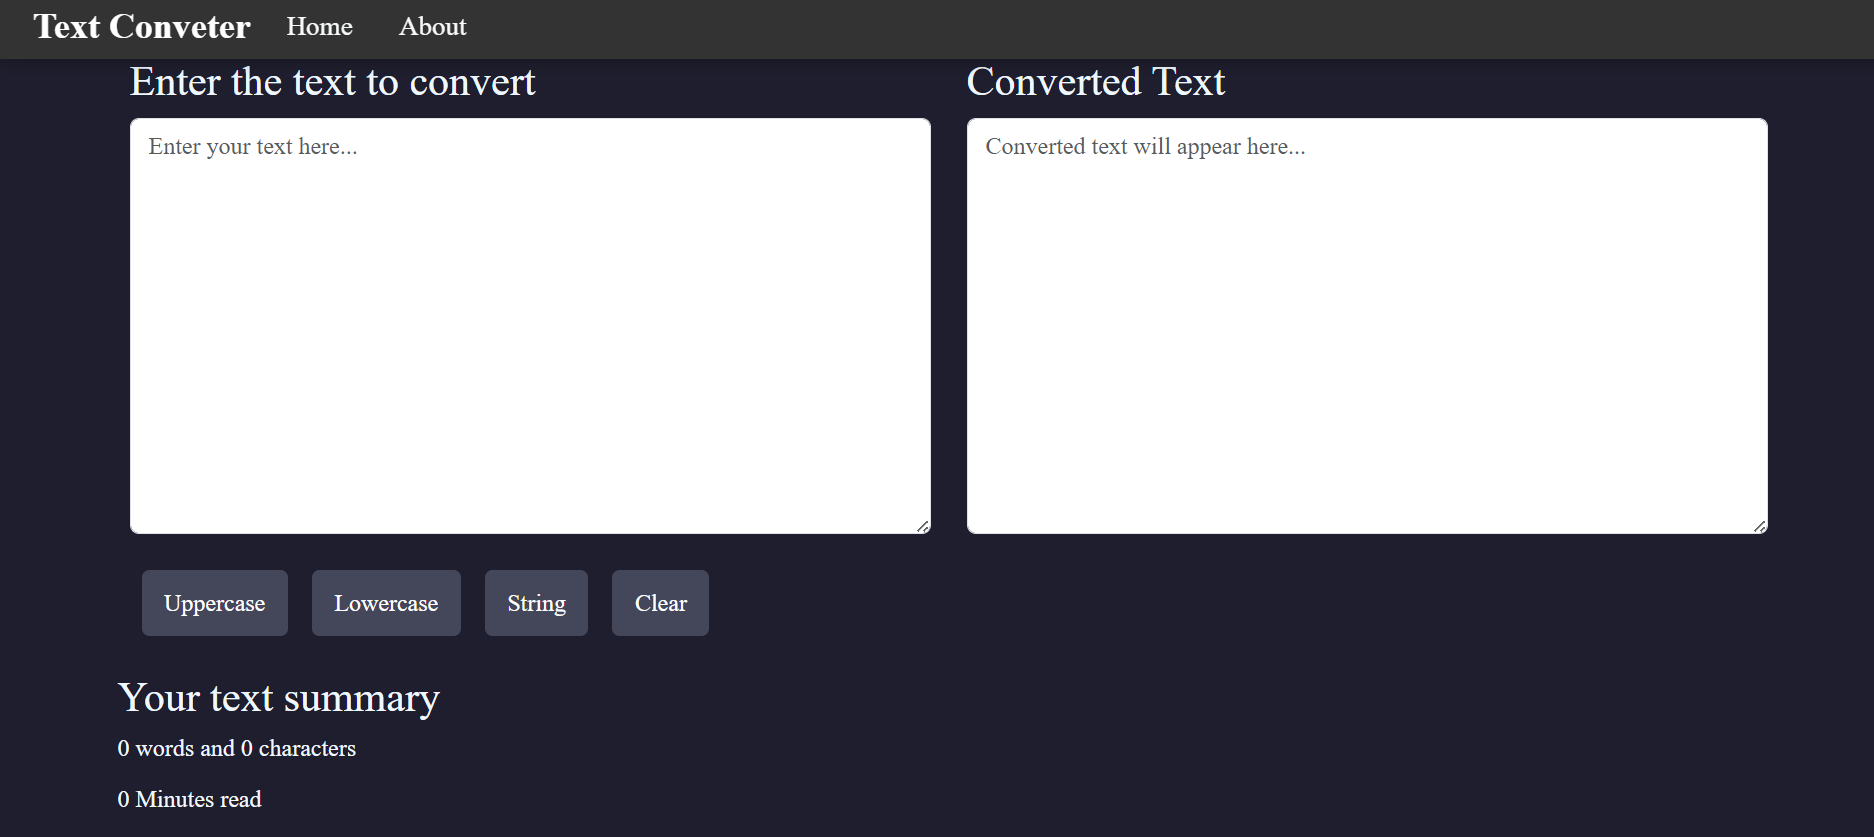 Text Conveter Home About
Enter the text to convert
Enter your text here...
Converted Text
Converted text will appear here...
Uppercase Lowercase String Clear
Your text summary
0 words and 0 characters
0 Minutes read